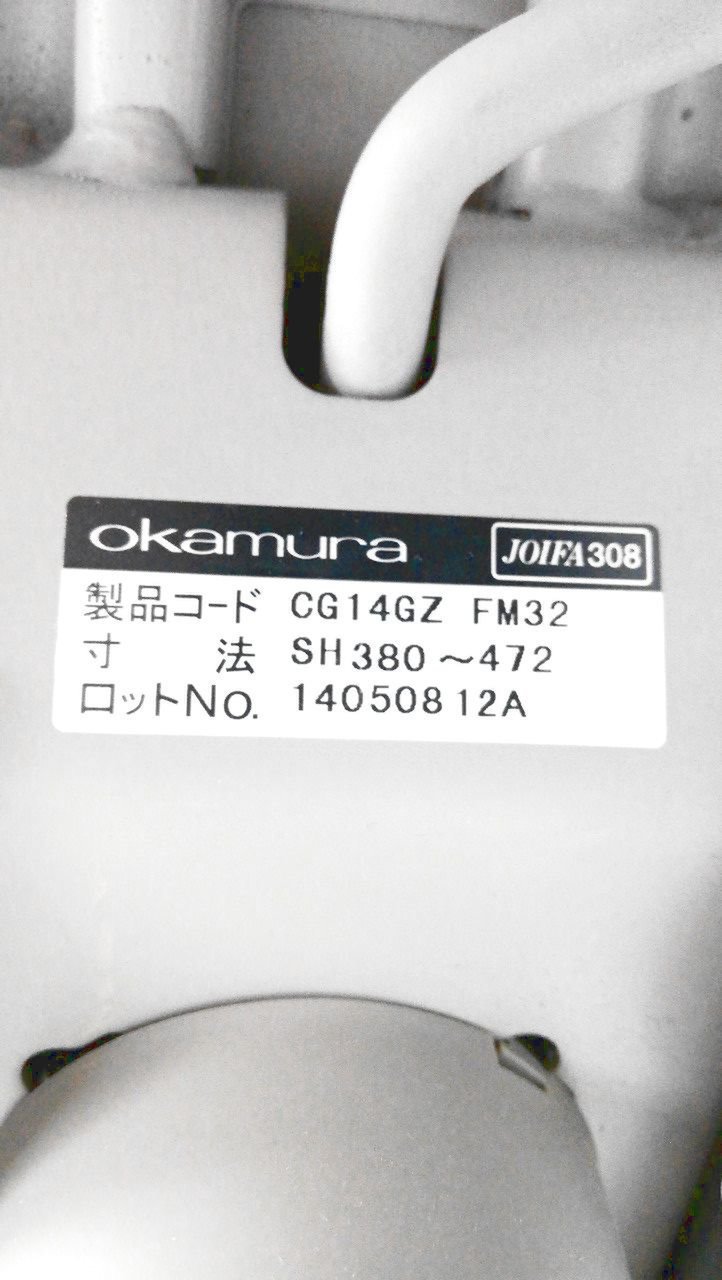 okamura JOIFA308
製品コード CG14GZ FM32
寸法 SH380～472
ロットNo. 14050812A